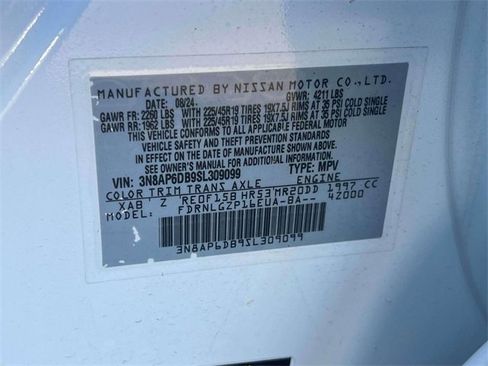 MANUFACTURED BY NISSAN MOTOR CO.,LTD.
DATE: 08/24 GVWR: 4211 LBS
GAWR FR: 2260 LBS WITH 225/45R19 TIRES 19X7.5J RIMS AT 35 PSI COLD SINGLE
GAWR RR: 1962 LBS WITH 225/45R19 TIRES 19X7.5J RIMS AT 35 PSI COLD SINGLE
THIS VEHICLE CONFORMS TO ALL APPLICABLE FEDERAL MOTOR
VEHICLE SAFETY AND THEFT PREVENTION STANDARDS
IN EFFECT ON THE DATE OF MANUFACTURE SHOWN ABOVE.
SEE OWNER'S MANUAL FOR ADDITIONAL INFORMATION.
VIN: 3N8AP6DB9SL309099 TYPE: MPV
COLOR TRIM TRANS AXLE ENGINE
XAB Z RE0F15B HR53 MR20DD 1997 CC
MODEL: FDRNLGZP16EUA-BA-- 42000
3N8AP6DB9SL309099